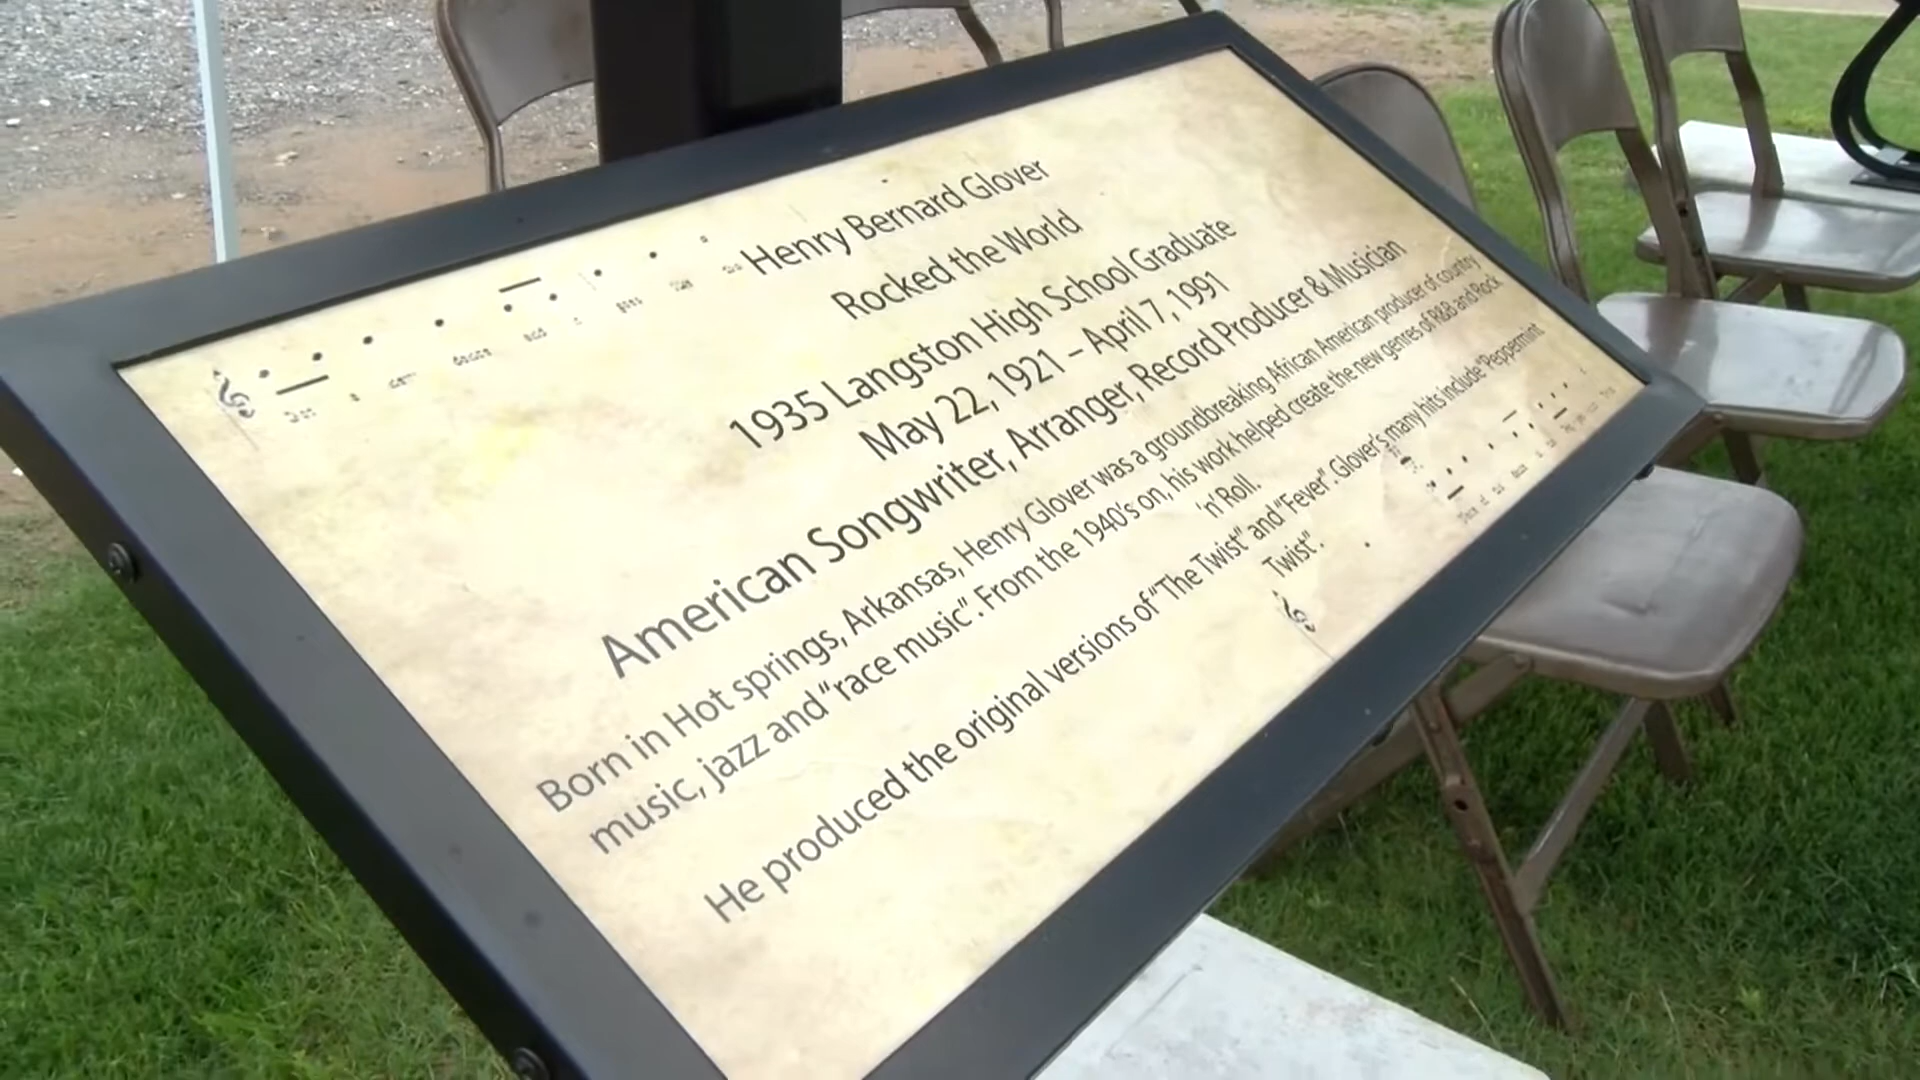 Henry Bernard Glover
Rocked the World
1935 Langston High School Graduate
May 22, 1921 – April 7, 1991
American Songwriter, Arranger, Record Producer & Musician
Born in Hot springs, Arkansas, Henry Glover was a groundbreaking African American producer of country
music, jazz and "race music". From the 1940's on, his work helped create the new genres of R&B and Rock
'n' Roll.
He produced the original versions of "The Twist" and "Fever". Glover's many hits include "Peppermint
Twist".